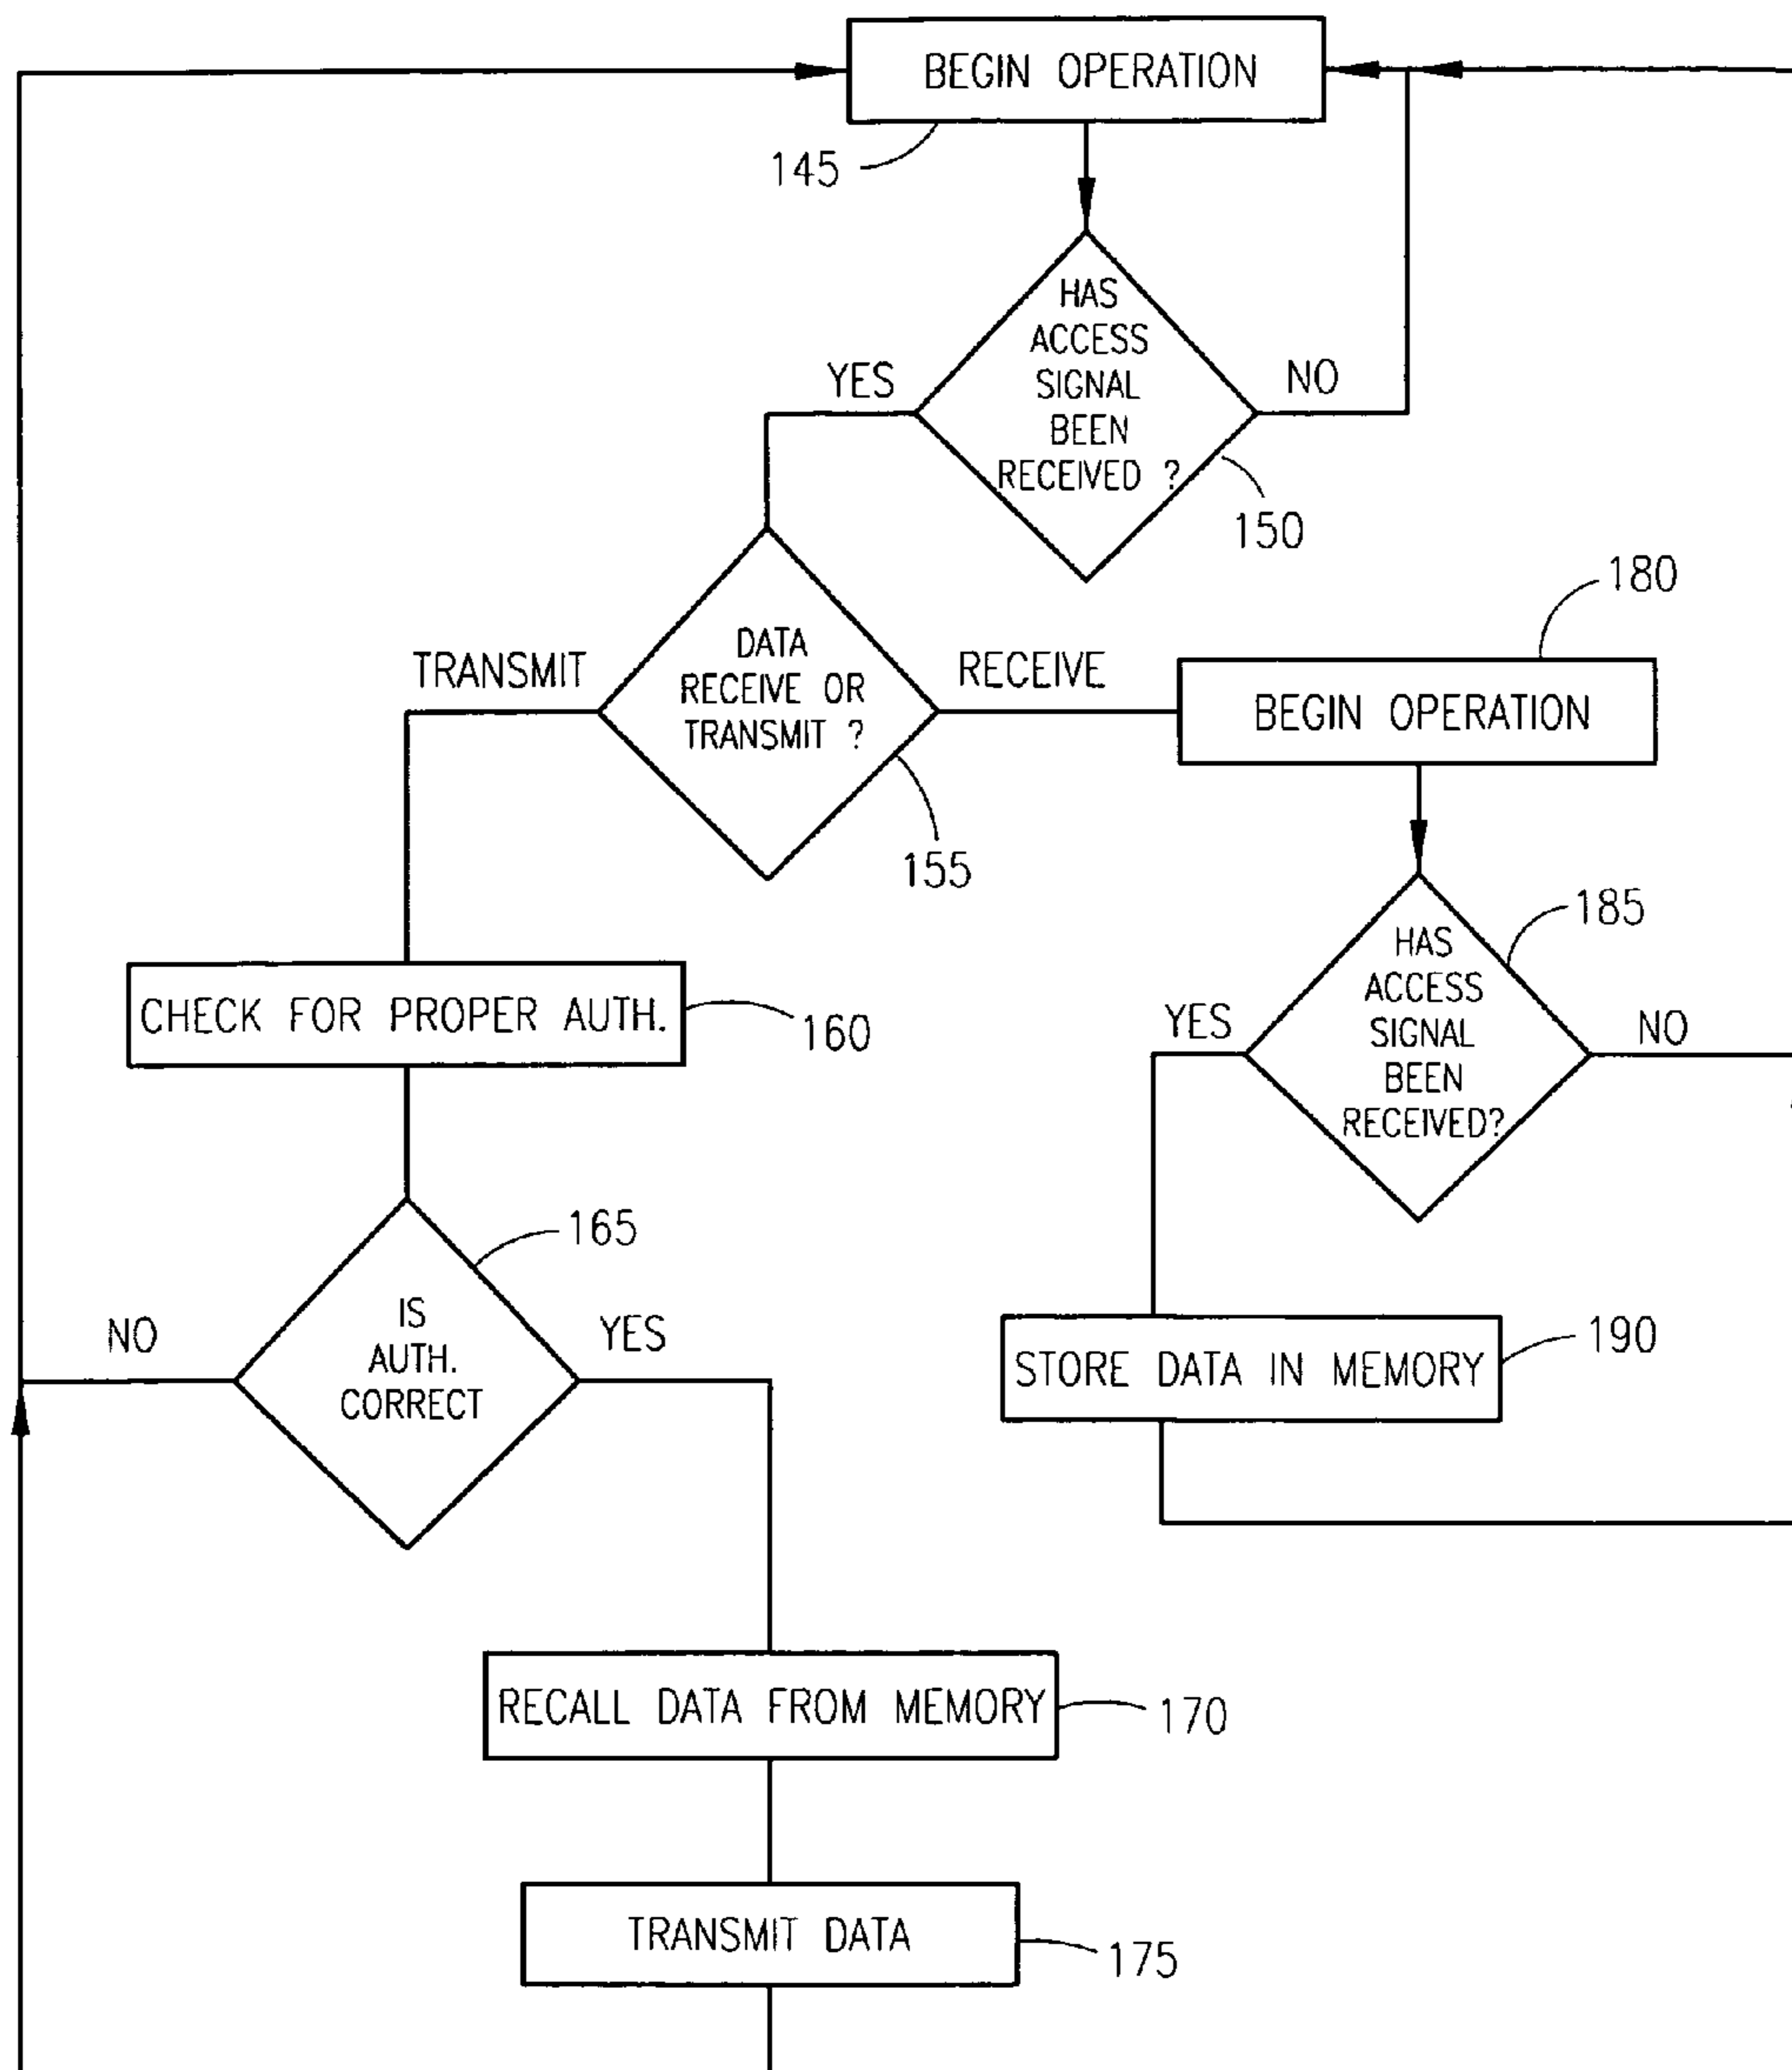 BEGIN OPERATION
145
HAS
ACCESS
SIGNAL
BEEN
RECEIVED ?
YES
NO
150
180
DATA
RECEIVE OR
TRANSMIT ?
TRANSMIT
RECEIVE
155
BEGIN OPERATION
185
HAS
ACCESS
SIGNAL
BEEN
RECEIVED?
YES
NO
CHECK FOR PROPER AUTH.
160
165
IS
AUTH.
CORRECT
NO
YES
STORE DATA IN MEMORY
190
RECALL DATA FROM MEMORY
170
TRANSMIT DATA
175